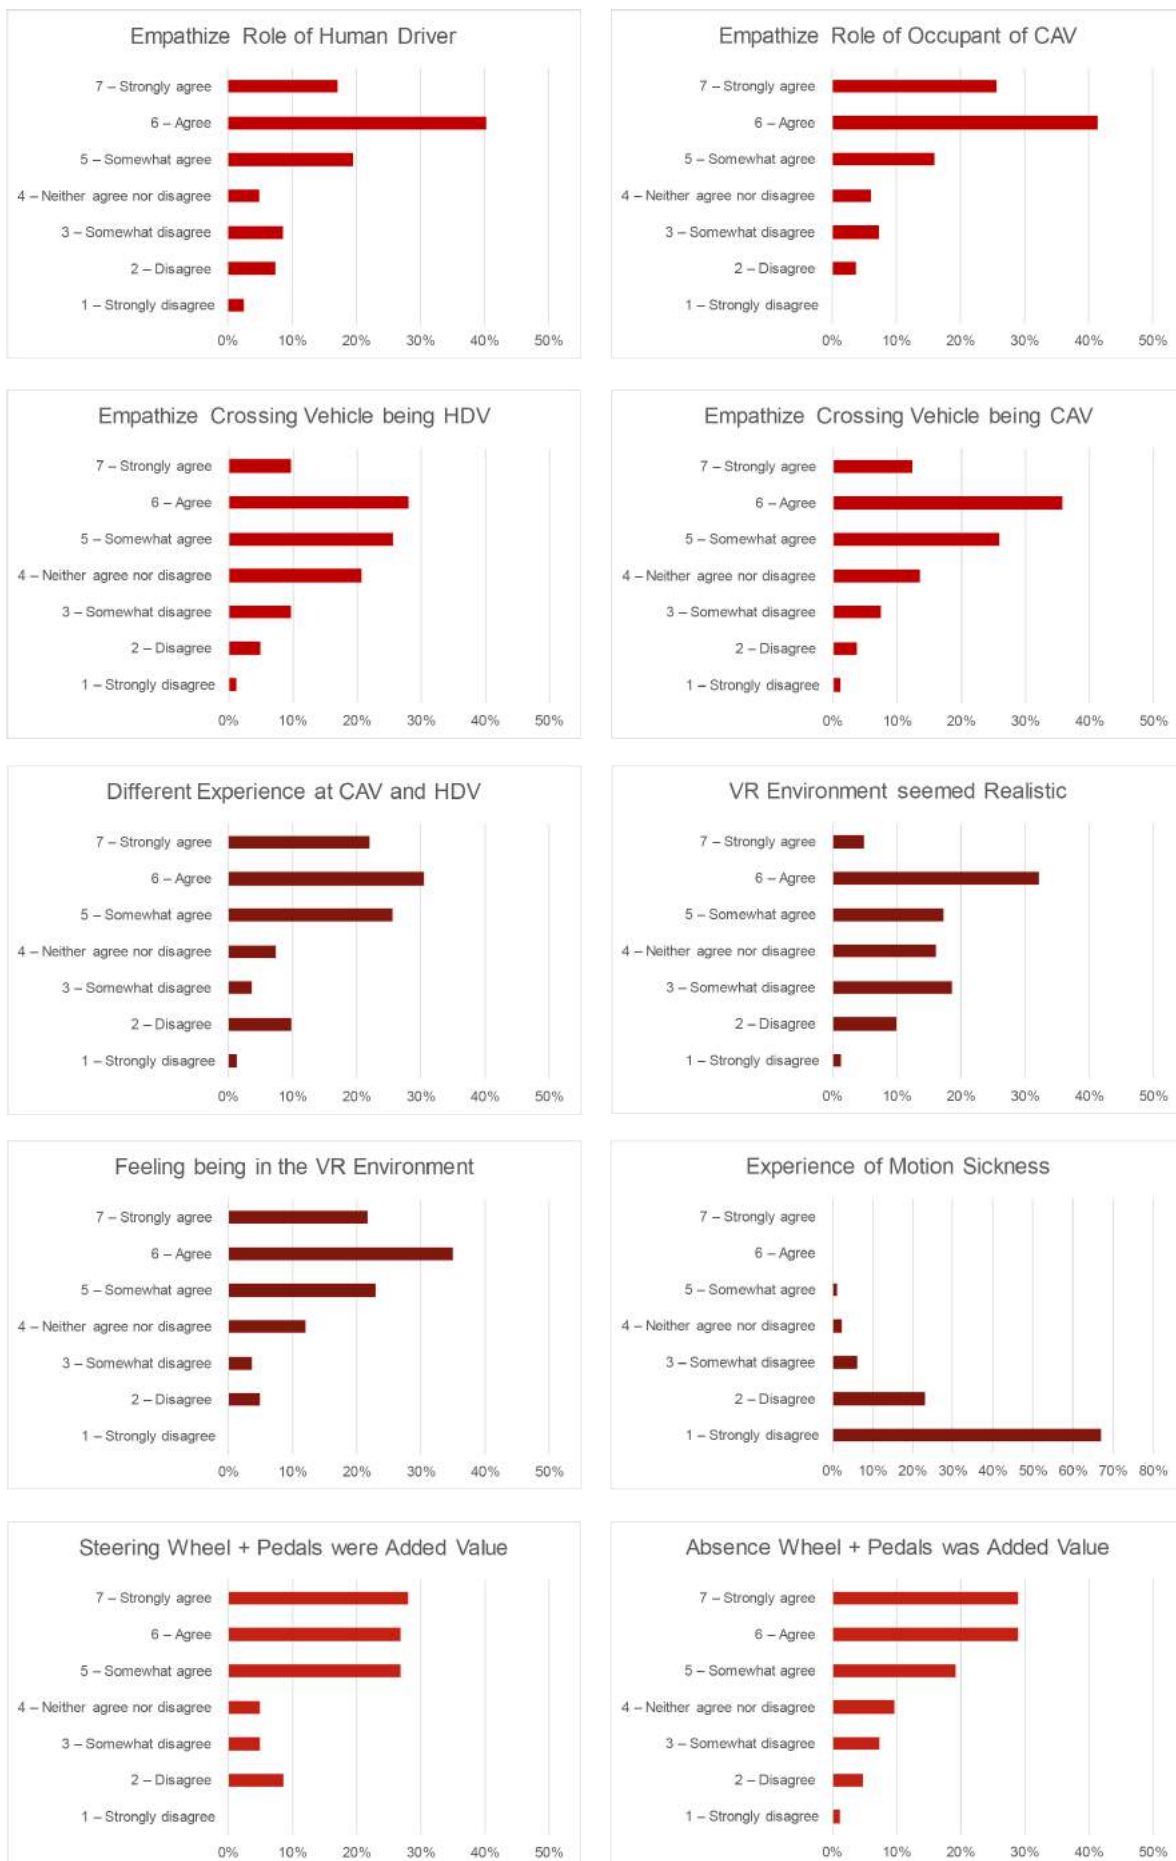 Empathize Role of Human Driver
7 – Strongly agree
6 – Agree
5 – Somewhat agree
4 – Neither agree nor disagree
3 – Somewhat disagree
2 – Disagree
1 – Strongly disagree
0% 10% 20% 30% 40% 50%
Empathize Role of Occupant of CAV
7 – Strongly agree
6 – Agree
5 – Somewhat agree
4 – Neither agree nor disagree
3 – Somewhat disagree
2 – Disagree
1 – Strongly disagree
0% 10% 20% 30% 40% 50%
Empathize Crossing Vehicle being HDV
7 – Strongly agree
6 – Agree
5 – Somewhat agree
4 – Neither agree nor disagree
3 – Somewhat disagree
2 – Disagree
1 – Strongly disagree
0% 10% 20% 30% 40% 50%
Empathize Crossing Vehicle being CAV
7 – Strongly agree
6 – Agree
5 – Somewhat agree
4 – Neither agree nor disagree
3 – Somewhat disagree
2 – Disagree
1 – Strongly disagree
0% 10% 20% 30% 40% 50%
Different Experience at CAV and HDV
7 – Strongly agree
6 – Agree
5 – Somewhat agree
4 – Neither agree nor disagree
3 – Somewhat disagree
2 – Disagree
1 – Strongly disagree
0% 10% 20% 30% 40% 50%
VR Environment seemed Realistic
7 – Strongly agree
6 – Agree
5 – Somewhat agree
4 – Neither agree nor disagree
3 – Somewhat disagree
2 – Disagree
1 – Strongly disagree
0% 10% 20% 30% 40% 50%
Feeling being in the VR Environment
7 – Strongly agree
6 – Agree
5 – Somewhat agree
4 – Neither agree nor disagree
3 – Somewhat disagree
2 – Disagree
1 – Strongly disagree
0% 10% 20% 30% 40% 50%
Experience of Motion Sickness
7 – Strongly agree
6 – Agree
5 – Somewhat agree
4 – Neither agree nor disagree
3 – Somewhat disagree
2 – Disagree
1 – Strongly disagree
0% 10% 20% 30% 40% 50% 60% 70% 80%
Steering Wheel + Pedals were Added Value
7 – Strongly agree
6 – Agree
5 – Somewhat agree
4 – Neither agree nor disagree
3 – Somewhat disagree
2 – Disagree
1 – Strongly disagree
0% 10% 20% 30% 40% 50%
Absence Wheel + Pedals was Added Value
7 – Strongly agree
6 – Agree
5 – Somewhat agree
4 – Neither agree nor disagree
3 – Somewhat disagree
2 – Disagree
1 – Strongly disagree
0% 10% 20% 30% 40% 50%